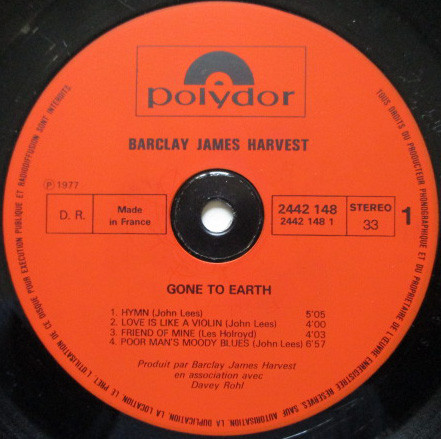 polydor
BARCLAY JAMES HARVEST
℗ 1977
D. R.
Made
in France
2442 148
2442 148 1
STEREO
33
1
GONE TO EARTH
1. HYMN (John Lees) 5'05
2. LOVE IS LIKE A VIOLIN (John Lees) 4'00
3. FRIEND OF MINE (Les Holroyd) 4'03
4. POOR MAN'S MOODY BLUES (John Lees) 6'57
Produit par Barclay James Harvest
en association avec
Davey Rohl
TOUS DROITS DU PRODUCTEUR PHONOGRAPHIQUE ET DU PROPRIETAIRE DE L'ŒUVRE ENREGISTREE RESERVES. SAUF AUTORISATION, LA DUPLICATION, LA LOCATION, LE PRET, L'UTILISATION DE CE DISQUE POUR EXECUTION PUBLIQUE ET RADIODIFFUSION SONT INTERDITS.